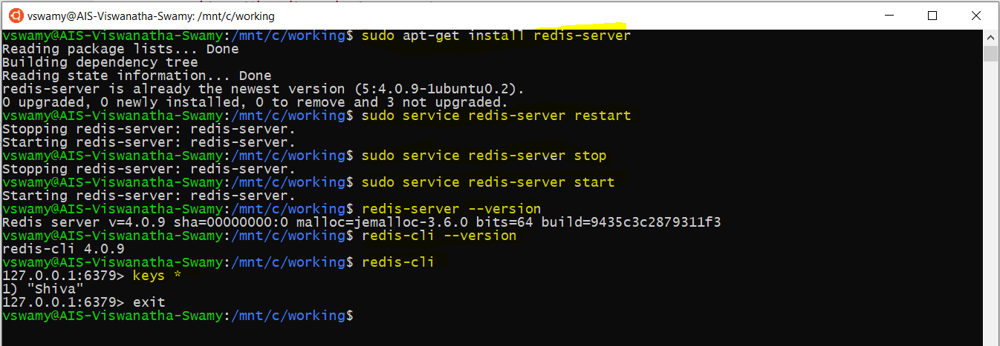 vswamy@AIS-Viswanatha-Swamy: /mnt/c/working
vswamy@AIS-Viswanatha-Swamy:/mnt/c/working$ sudo apt-get install redis-server
Reading package lists... Done
Building dependency tree
Reading state information... Done
redis-server is already the newest version (5:4.0.9-1ubuntu0.2).
0 upgraded, 0 newly installed, 0 to remove and 3 not upgraded.
vswamy@AIS-Viswanatha-Swamy:/mnt/c/working$ sudo service redis-server restart
Stopping redis-server: redis-server.
Starting redis-server: redis-server.
vswamy@AIS-Viswanatha-Swamy:/mnt/c/working$ sudo service redis-server stop
Stopping redis-server: redis-server.
vswamy@AIS-Viswanatha-Swamy:/mnt/c/working$ sudo service redis-server start
Starting redis-server: redis-server.
vswamy@AIS-Viswanatha-Swamy:/mnt/c/working$ redis-server --version
Redis server v=4.0.9 sha=00000000:0 malloc=jemalloc-3.6.0 bits=64 build=9435c3c2879311f3
vswamy@AIS-Viswanatha-Swamy:/mnt/c/working$ redis-cli --version
redis-cli 4.0.9
vswamy@AIS-Viswanatha-Swamy:/mnt/c/working$ redis-cli
127.0.0.1:6379> keys *
1) "Shiva"
127.0.0.1:6379> exit
vswamy@AIS-Viswanatha-Swamy:/mnt/c/working$